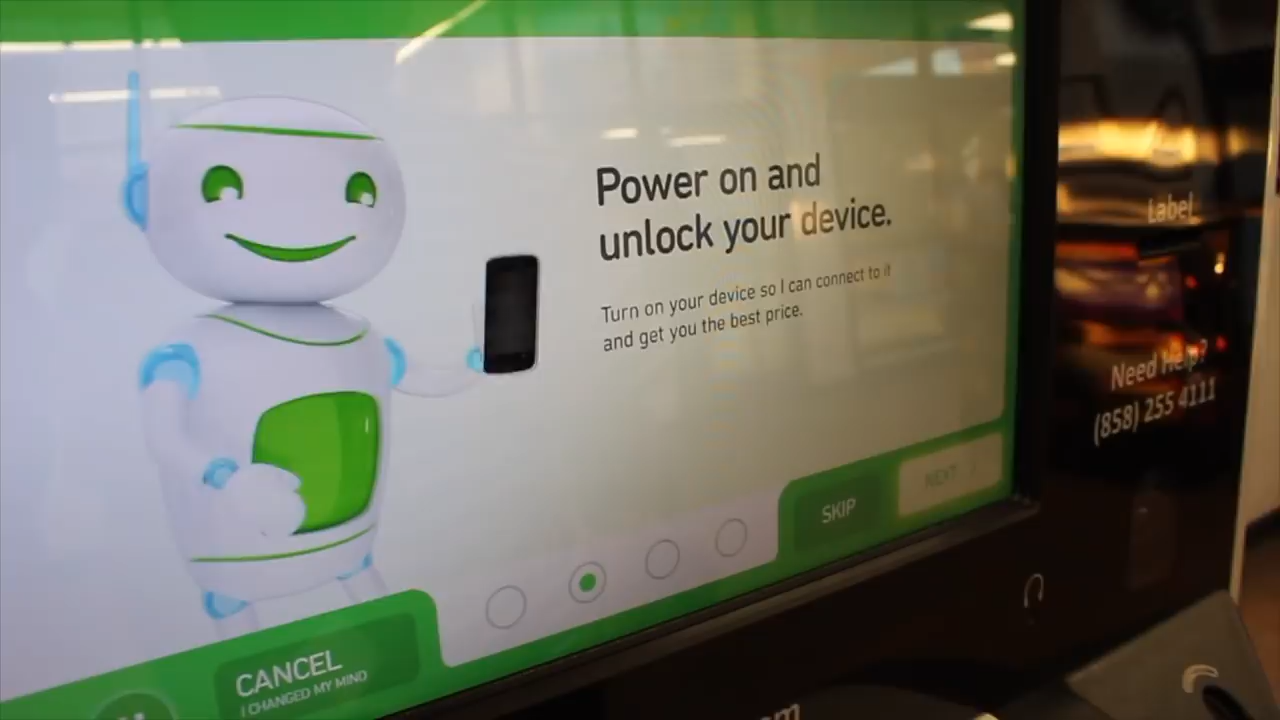 Power on and
unlock your device.
Turn on your device so I can connect to it
and get you the best price.
Label
Need Help?
(858) 255 4111
SKIP
NEXT
CANCEL
I CHANGED MY MIND